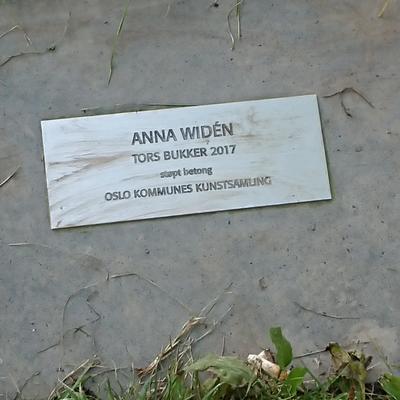 ANNA WIDÉN
TORS BUKKER 2017
støpt betong
OSLO KOMMUNES KUNSTSAMLING